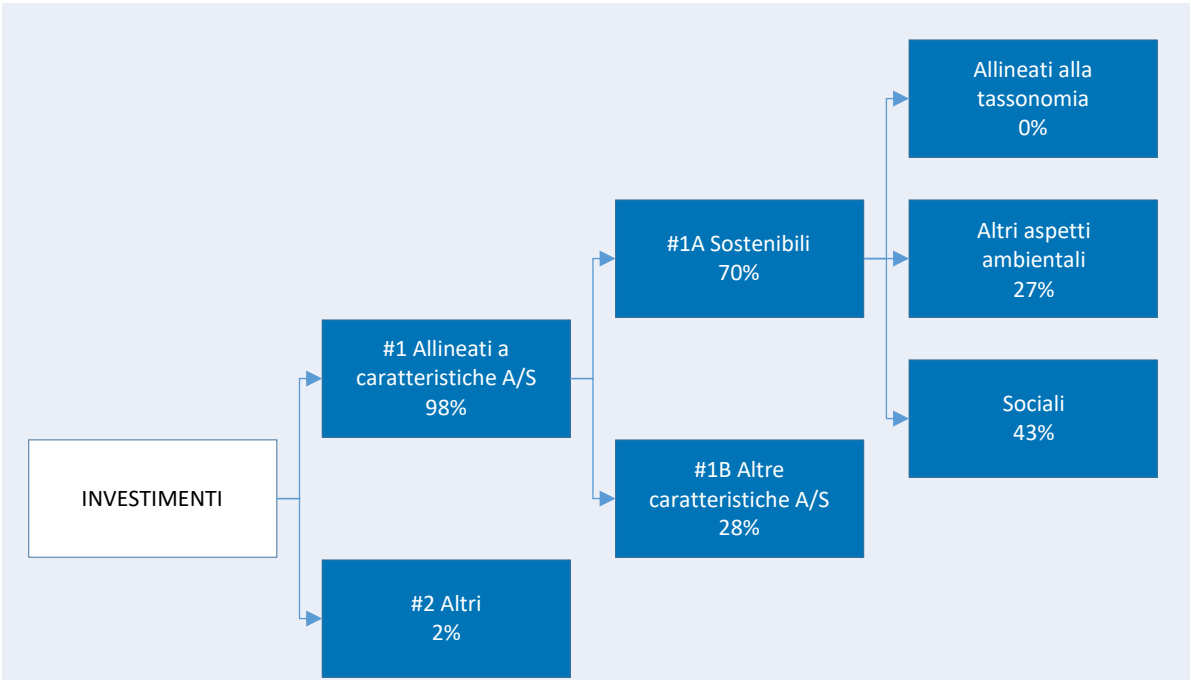 INVESTIMENTI
#1 Allineati a
caratteristiche A/S
98%
#2 Altri
2%
#1A Sostenibili
70%
#1B Altre
caratteristiche A/S
28%
Allineati alla
tassonomia
0%
Altri aspetti
ambientali
27%
Sociali
43%